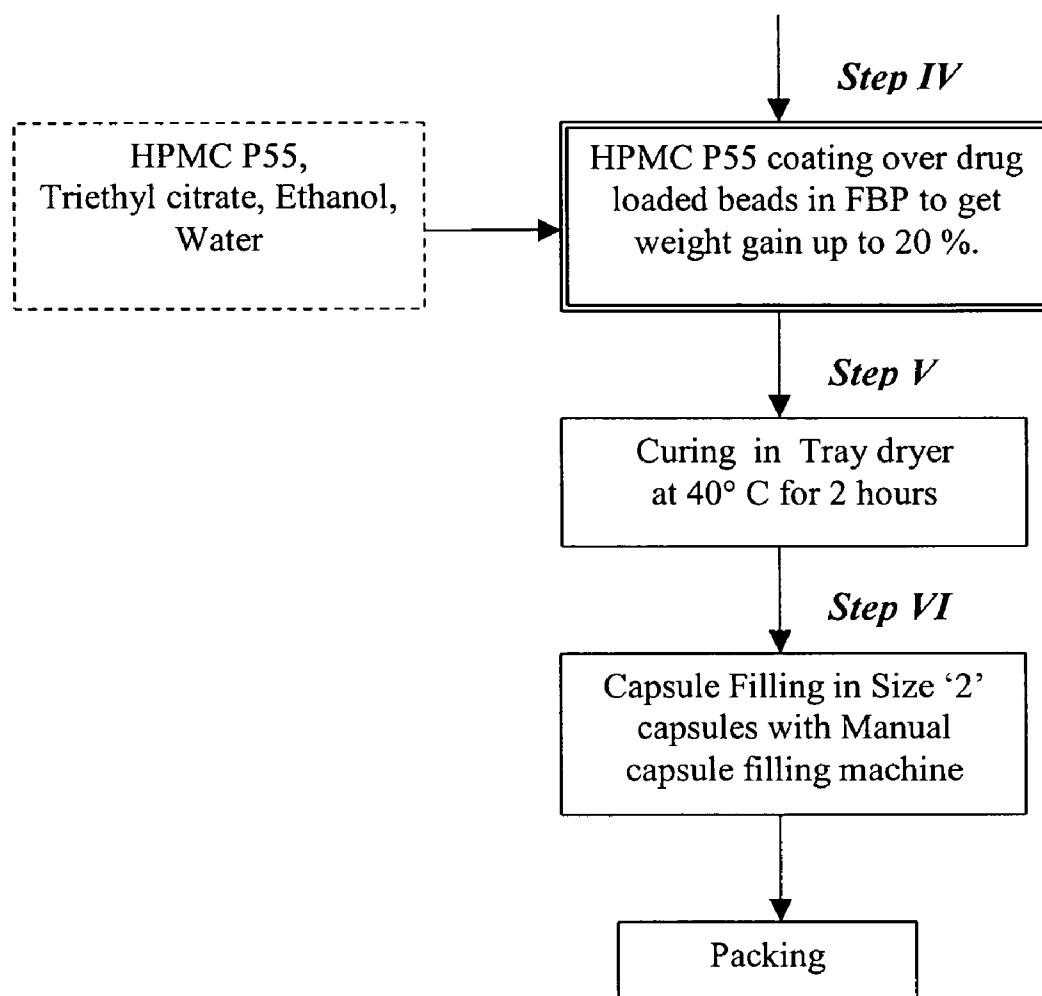 Step IV
HPMC P55,
Triethyl citrate, Ethanol,
Water
HPMC P55 coating over drug
loaded beads in FBP to get
weight gain up to 20 %.
Step V
Curing in Tray dryer
at 40° C for 2 hours
Step VI
Capsule Filling in Size ‘2’
capsules with Manual
capsule filling machine
Packing